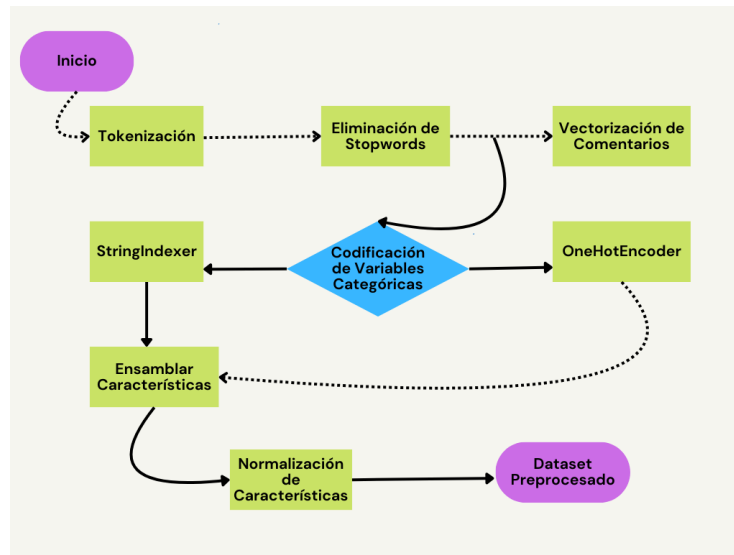 Inicio
Tokenización
Eliminación de
Stopwords
Vectorización de
Comentarios
StringIndexer
Codificación
de Variables
Categóricas
OneHotEncoder
Ensamblar
Características
Normalización
de
Características
Dataset
Preprocesado